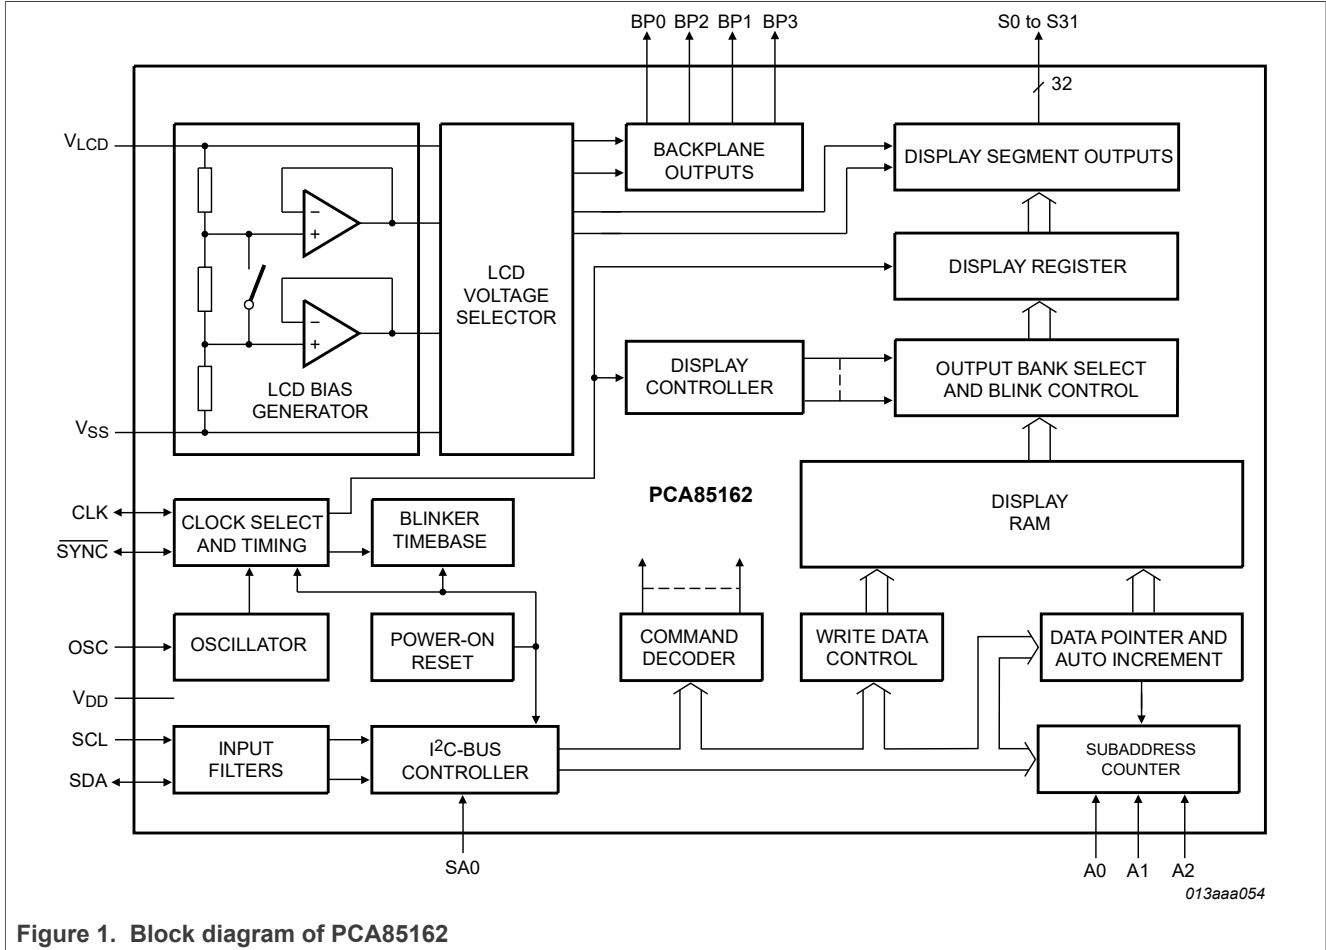 BP0 BP2 BP1 BP3
S0 to S31
32
VLCD
BACKPLANE
OUTPUTS
DISPLAY SEGMENT OUTPUTS
−
+
LCD
VOLTAGE
SELECTOR
DISPLAY REGISTER
−
+
LCD BIAS
GENERATOR
DISPLAY
CONTROLLER
OUTPUT BANK SELECT
AND BLINK CONTROL
VSS
CLK
SYNC
CLOCK SELECT
AND TIMING
BLINKER
TIMEBASE
PCA85162
DISPLAY
RAM
OSC
OSCILLATOR
POWER-ON
RESET
COMMAND
DECODER
WRITE DATA
CONTROL
DATA POINTER AND
AUTO INCREMENT
VDD
SCL
SDA
INPUT
FILTERS
I2C-BUS
CONTROLLER
SUBADDRESS
COUNTER
SA0
A0 A1 A2
013aaa054
Figure 1. Block diagram of PCA85162